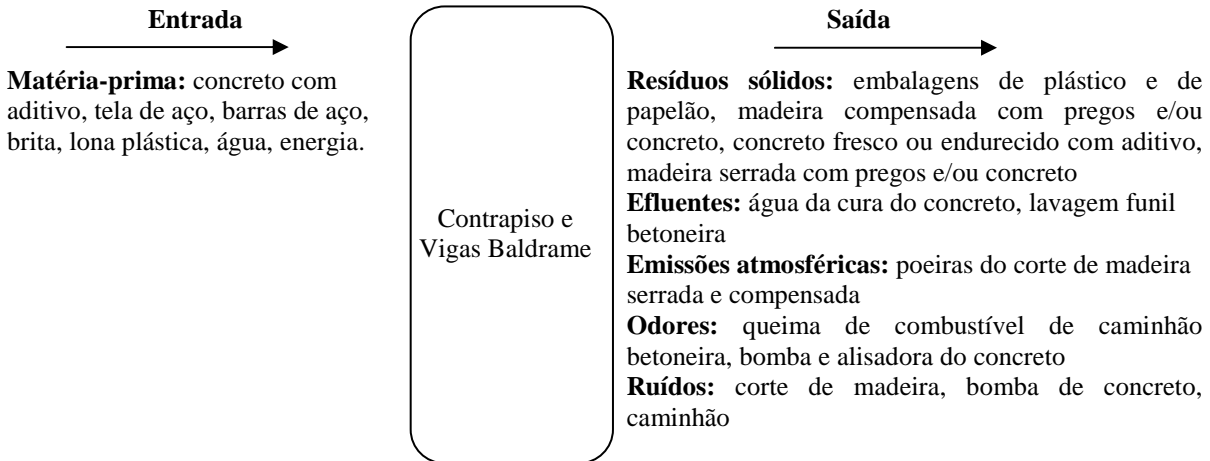 Entrada
Matéria-prima: concreto com
aditivo, tela de aço, barras de aço,
brita, lona plástica, água, energia.
Contrapiso e
Vigas Baldrame
Saída
Resíduos sólidos: embalagens de plástico e de
papelão, madeira compensada com pregos e/ou
concreto, concreto fresco ou endurecido com aditivo,
madeira serrada com pregos e/ou concreto
Efluentes: água da cura do concreto, lavagem funil
betoneira
Emissões atmosféricas: poeiras do corte de madeira
serrada e compensada
Odores: queima de combustível de caminhão
betoneira, bomba e alisadora do concreto
Ruídos: corte de madeira, bomba de concreto,
caminhão